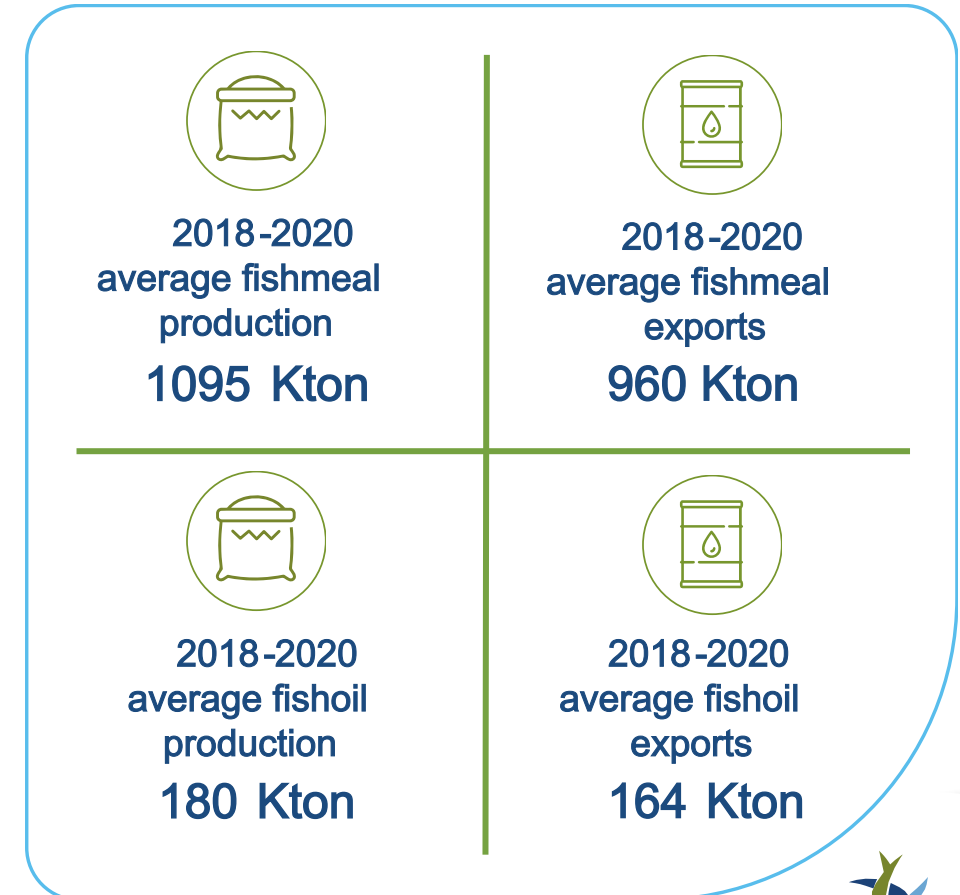 2018-2020
average fishmeal
production
1095 Kton
2018-2020
average fishmeal
exports
960 Kton
2018-2020
average fishoil
production
180 Kton
2018-2020
average fishoil
exports
164 Kton